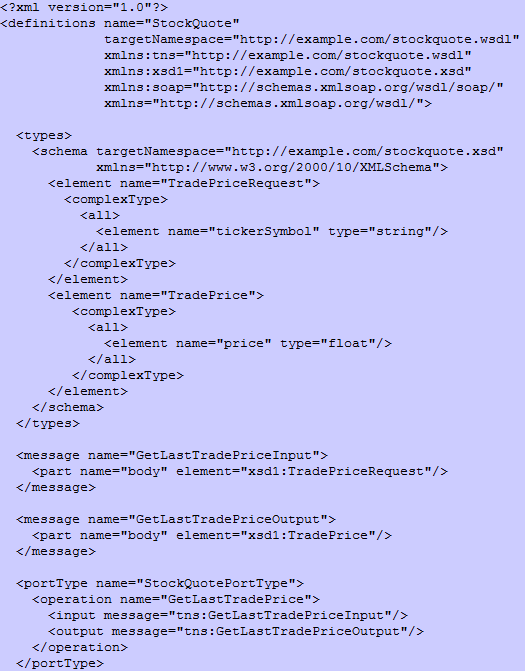 <?xml version="1.0"?>
<definitions name="StockQuote"
             targetNamespace="http://example.com/stockquote.wsdl"
             xmlns:tns="http://example.com/stockquote.wsdl"
             xmlns:xsd1="http://example.com/stockquote.xsd"
             xmlns:soap="http://schemas.xmlsoap.org/wsdl/soap/"
             xmlns="http://schemas.xmlsoap.org/wsdl/">

  <types>
    <schema targetNamespace="http://example.com/stockquote.xsd"
            xmlns="http://www.w3.org/2000/10/XMLSchema">
      <element name="TradePriceRequest">
        <complexType>
          <all>
            <element name="tickerSymbol" type="string"/>
          </all>
        </complexType>
      </element>
      <element name="TradePrice">
         <complexType>
           <all>
             <element name="price" type="float"/>
           </all>
         </complexType>
      </element>
    </schema>
  </types>

  <message name="GetLastTradePriceInput">
    <part name="body" element="xsd1:TradePriceRequest"/>
  </message>

  <message name="GetLastTradePriceOutput">
    <part name="body" element="xsd1:TradePrice"/>
  </message>

  <portType name="StockQuotePortType">
    <operation name="GetLastTradePrice">
      <input message="tns:GetLastTradePriceInput"/>
      <output message="tns:GetLastTradePriceOutput"/>
    </operation>
  </portType>